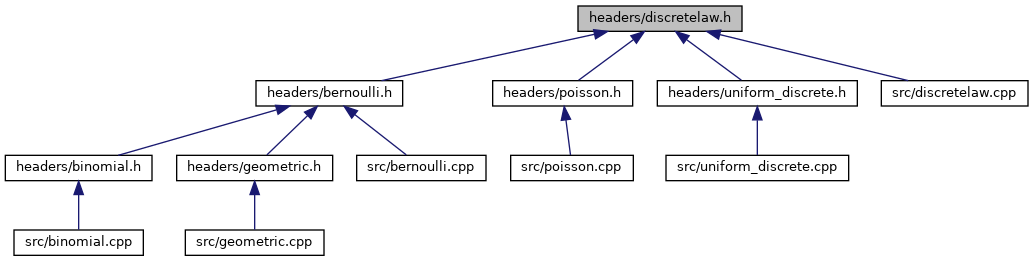 headers/discretelaw.h
headers/bernoulli.h
headers/poisson.h
headers/uniform_discrete.h
src/discretelaw.cpp
headers/binomial.h
headers/geometric.h
src/bernoulli.cpp
src/poisson.cpp
src/uniform_discrete.cpp
src/binomial.cpp
src/geometric.cpp